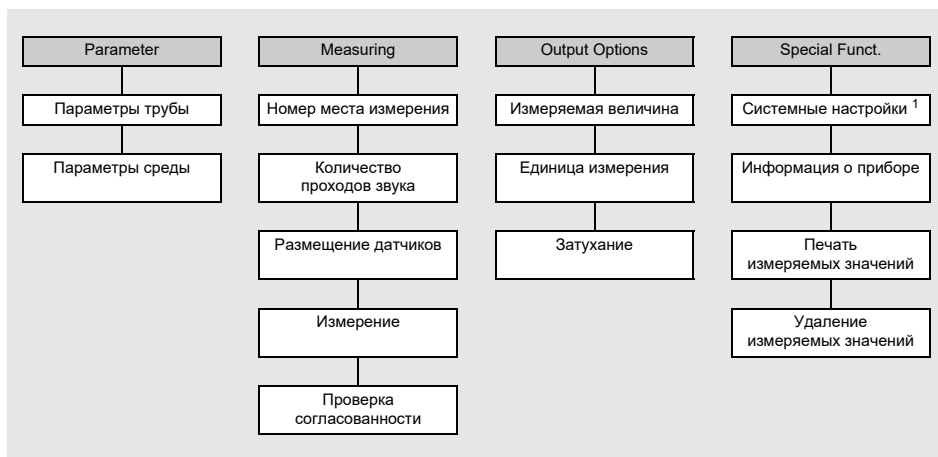 Parameter
Параметры трубы
Параметры среды
Measuring
Номер места измерения
Количество
проходов звука
Размещение датчиков
Измерение
Проверка
согласованности
Output Options
Измеряемая величина
Единица измерения
Затухание
Special Funct.
Системные настройки 1
Информация о приборе
Печать
измеряемых значений
Удаление
измеряемых значений